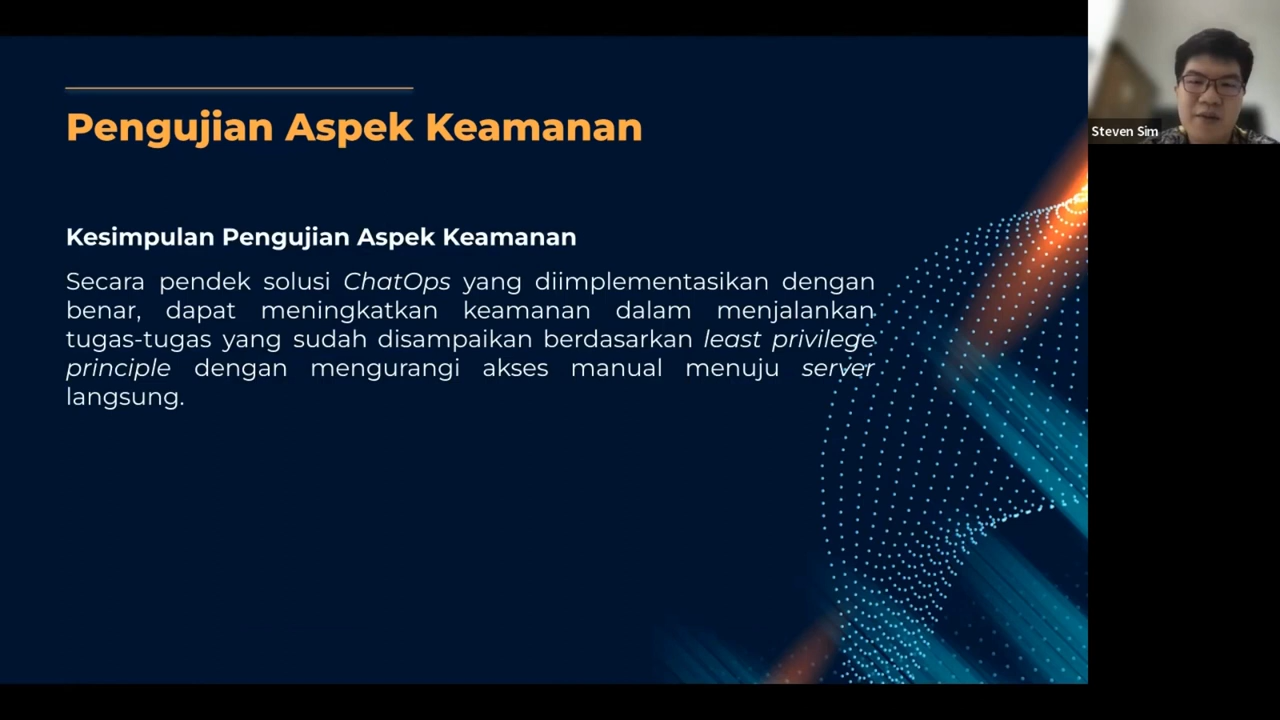 Pengujian Aspek Keamanan
Kesimpulan Pengujian Aspek Keamanan
Secara pendek solusi ChatOps yang diimplementasikan dengan
benar, dapat meningkatkan keamanan dalam menjalankan
tugas-tugas yang sudah disampaikan berdasarkan least privilege
principle dengan mengurangi akses manual menuju server
langsung.
Steven Sim